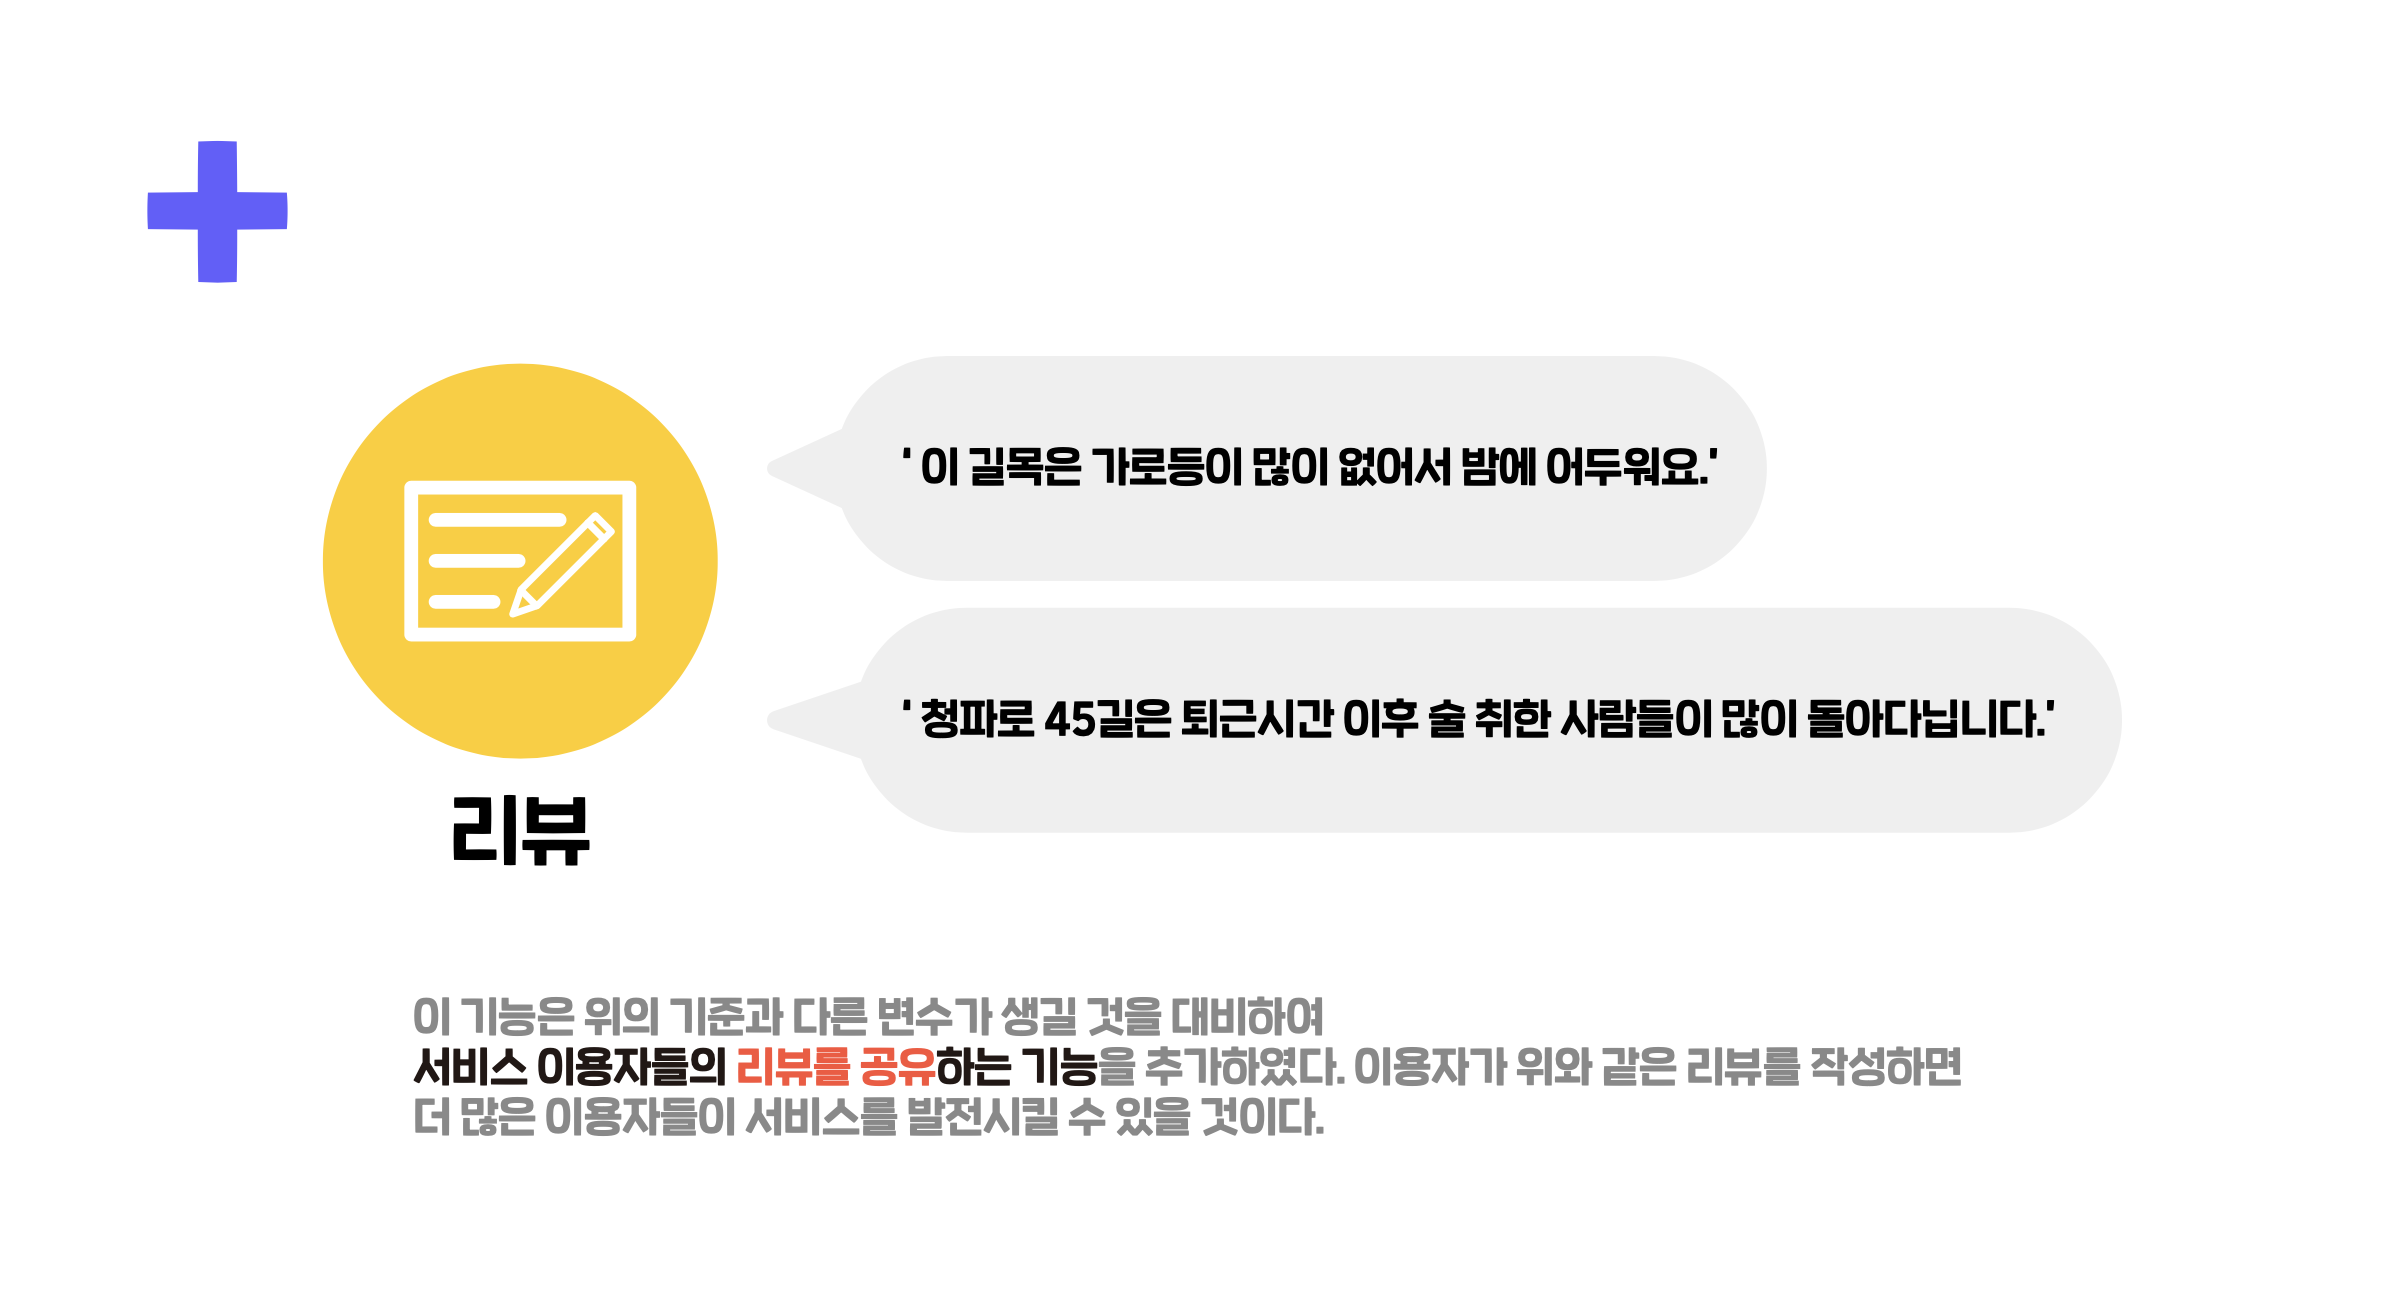 ' 이 길목은 가로등이 많이 없어서 밤에 어두워요.'
' 청파로 45길은 퇴근시간 이후 술 취한 사람들이 많이 돌아다닙니다.'
리뷰
이 기능은 위의 기준과 다른 변수가 생길 것을 대비하여
서비스 이용자들의 리뷰를 공유하는 기능을 추가하였다. 이용자가 위와 같은 리뷰를 작성하면
더 많은 이용자들이 서비스를 발전시킬 수 있을 것이다.